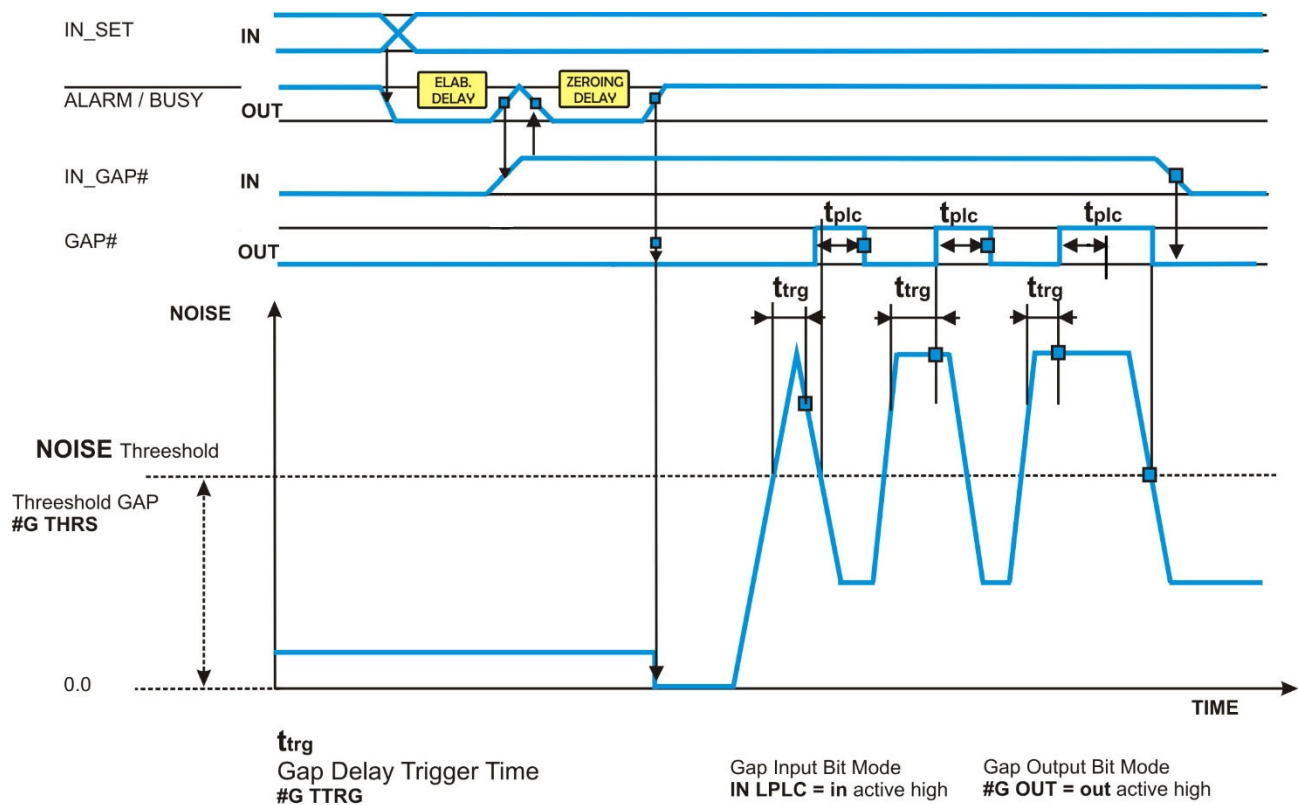 IN_SET IN
ALARM / BUSY OUT
ELAB.
DELAY
ZEROING
DELAY
IN_GAP# IN
tplc tplc tplc
GAP# OUT
ttrg ttrg ttrg
NOISE
NOISE Threeshold
Threeshold GAP
#G THRS
0.0
TIME
ttrg
Gap Delay Trigger Time
#G TTRG
Gap Input Bit Mode
IN LPLC = in active high
Gap Output Bit Mode
#G OUT = out active high